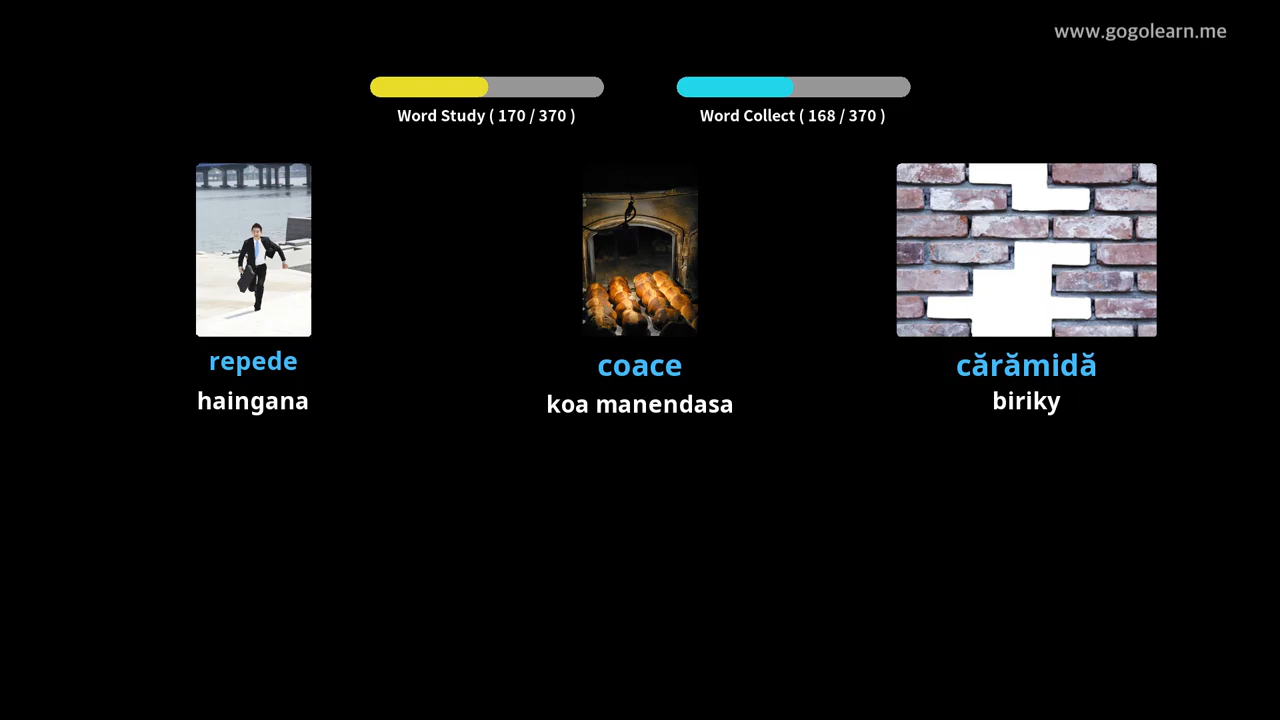 www.gogolearn.me
Word Study ( 170 / 370 )
Word Collect ( 168 / 370 )
repede
haingana
coace
koa manendasa
cărămidă
biriky